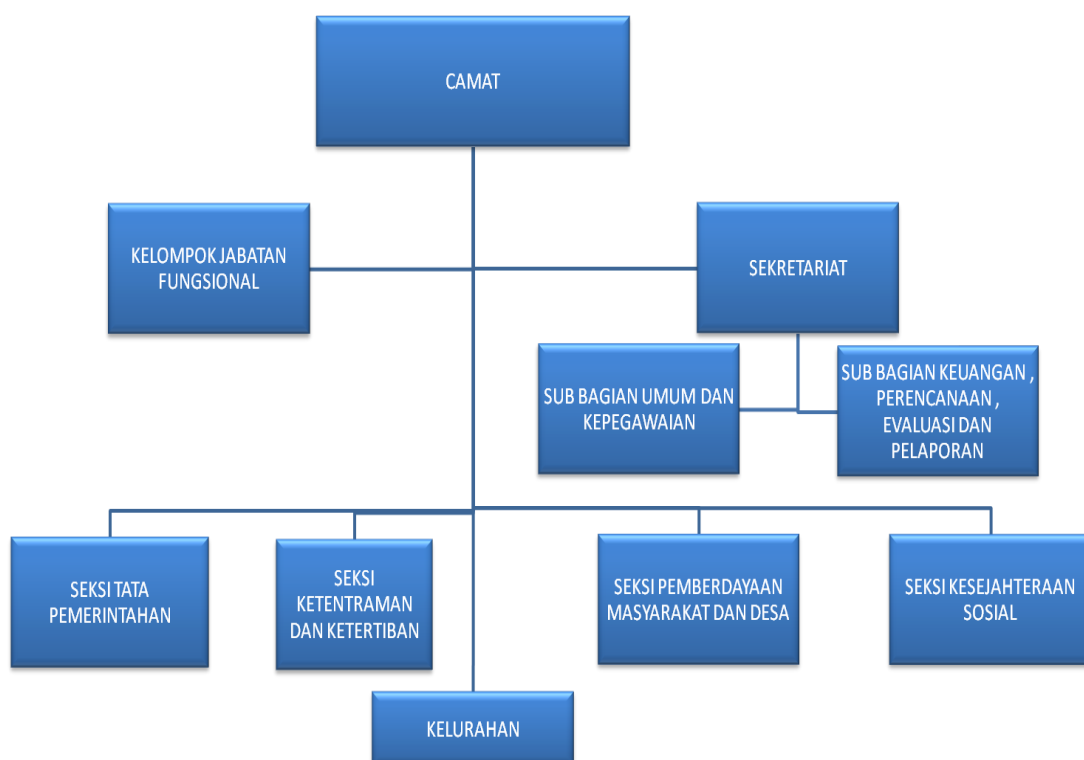 CAMAT
KELOMPOK JABATAN
FUNGSIONAL
SEKRETARIAT
SUB BAGIAN UMUM DAN
KEPEGAWAIAN
SUB BAGIAN KEUANGAN ,
PERENCANAAN ,
EVALUASI DAN
PELAPORAN
SEKSI TATA
PEMERINTAHAN
SEKSI
KETENTRAMAN
DAN KETERTIBAN
SEKSI PEMBERDAYAAN
MASYARAKAT DAN DESA
SEKSI KESEJAHTERAAN
SOSIAL
KELURAHAN